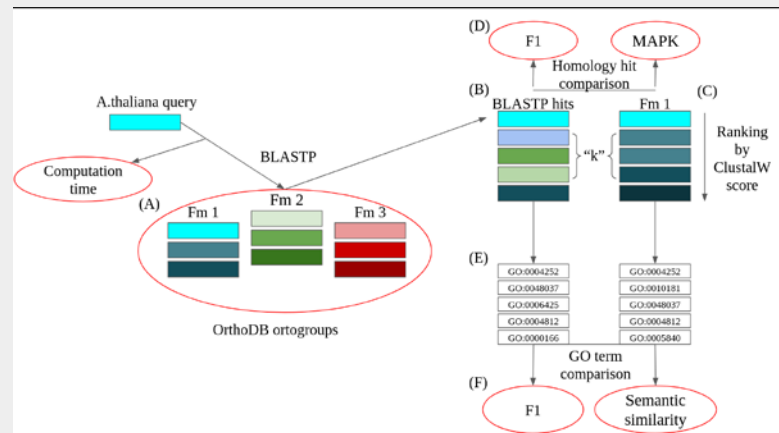 (D)
F1
MAPK
Homology hit
comparison
(B)
(C)
A.thaliana query
BLASTP hits
Fm 1
BLASTP
"k"
Ranking
by
ClustalW
score
Computation
time
(A)
Fm 1
Fm 2
Fm 3
OrthoDB ortogroups
(E)
GO:0004252
GO:0048037
GO:0006425
GO:0004812
GO:0000166
GO:0004252
GO:0010181
GO:0048037
GO:0004812
GO:0005840
GO term
comparison
(F)
F1
Semantic
similarity